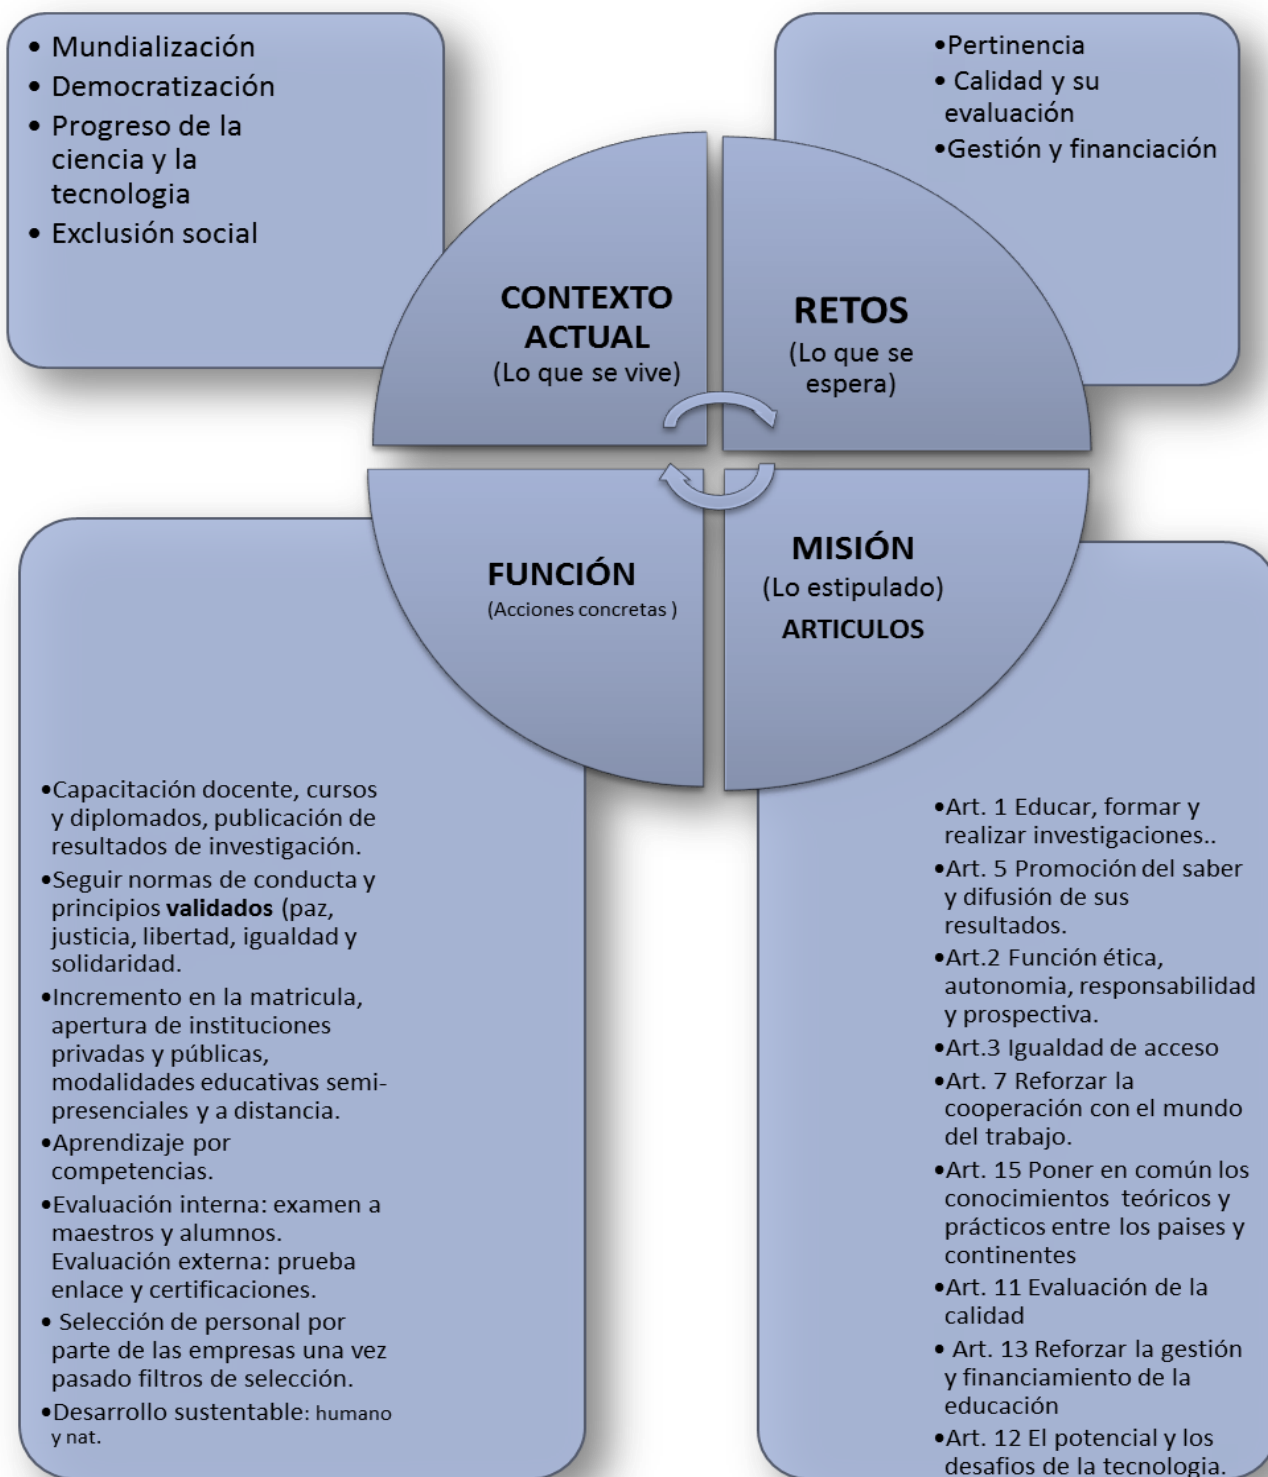 • Mundialización
• Democratización
• Progreso de la
ciencia y la
tecnologia
• Exclusión social
•Pertinencia
• Calidad y su
evaluación
•Gestión y financiación
CONTEXTO
ACTUAL
(Lo que se vive)
RETOS
(Lo que se
espera)
FUNCIÓN
(Acciones concretas )
MISIÓN
(Lo estipulado)
ARTICULOS
•Capacitación docente, cursos
y diplomados, publicación de
resultados de investigación.
•Seguir normas de conducta y
principios validados (paz,
justicia, libertad, igualdad y
solidaridad.
•Incremento en la matricula,
apertura de instituciones
privadas y públicas,
modalidades educativas semi-
presenciales y a distancia.
•Aprendizaje por
competencias.
•Evaluación interna: examen a
maestros y alumnos.
Evaluación externa: prueba
enlace y certificaciones.
• Selección de personal por
parte de las empresas una vez
pasado filtros de selección.
•Desarrollo sustentable: humano
y nat.
•Art. 1 Educar, formar y
realizar investigaciones..
•Art. 5 Promoción del saber
y difusión de sus
resultados.
•Art.2 Función ética,
autonomia, responsabilidad
y prospectiva.
•Art.3 Igualdad de acceso
•Art. 7 Reforzar la
cooperación con el mundo
del trabajo.
•Art. 15 Poner en común los
conocimientos teóricos y
prácticos entre los paises y
continentes
•Art. 11 Evaluación de la
calidad
• Art. 13 Reforzar la gestión
y financiamiento de la
educación
•Art. 12 El potencial y los
desafios de la tecnologia.